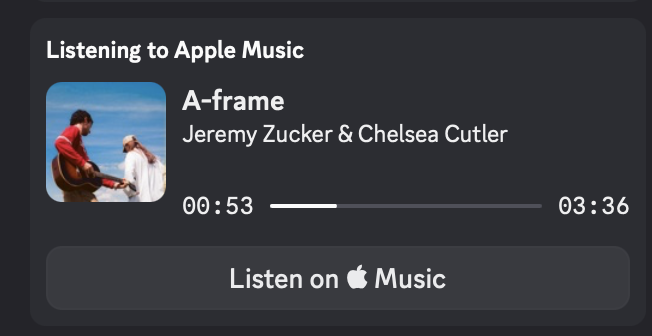 Listening to Apple Music
A-frame
Jeremy Zucker & Chelsea Cutler
00:53 03:36
Listen on Music